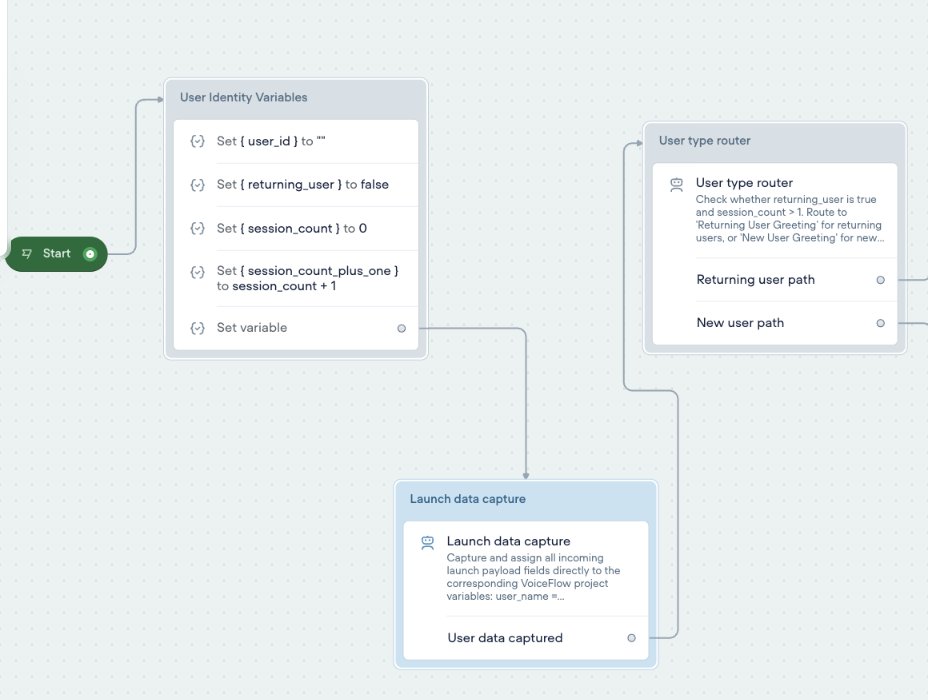 Start
User Identity Variables
Set { user_id } to ""
Set { returning_user } to false
Set { session_count } to 0
Set { session_count_plus_one }
to session_count + 1
Set variable
Launch data capture
Launch data capture
Capture and assign all incoming
launch payload fields directly to the
corresponding VoiceFlow project
variables: user_name =...
User data captured
User type router
User type router
Check whether returning_user is true
and session_count > 1. Route to
'Returning User Greeting' for returning
users, or 'New User Greeting' for new...
Returning user path
New user path